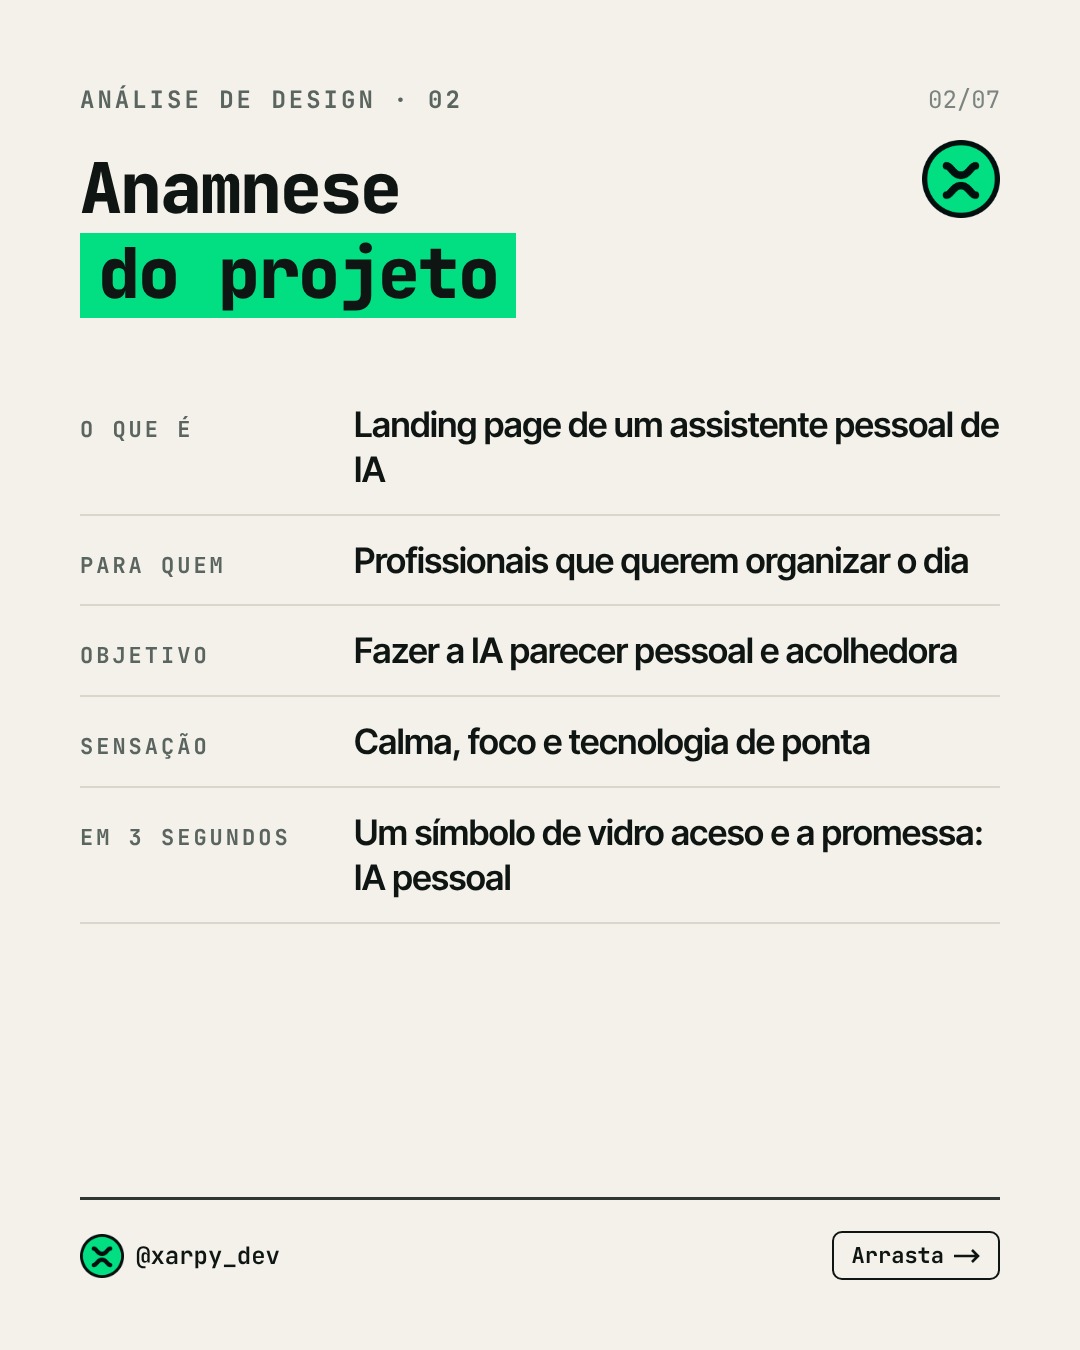 ANÁLISE DE DESIGN · 02
02/07
Anamnese
do projeto
O QUE É
Landing page de um assistente pessoal de
IA
PARA QUEM
Profissionais que querem organizar o dia
OBJETIVO
Fazer a IA parecer pessoal e acolhedora
SENSAÇÃO
Calma, foco e tecnologia de ponta
EM 3 SEGUNDOS
Um símbolo de vidro aceso e a promessa:
IA pessoal
@xarpy_dev
Arrasta →